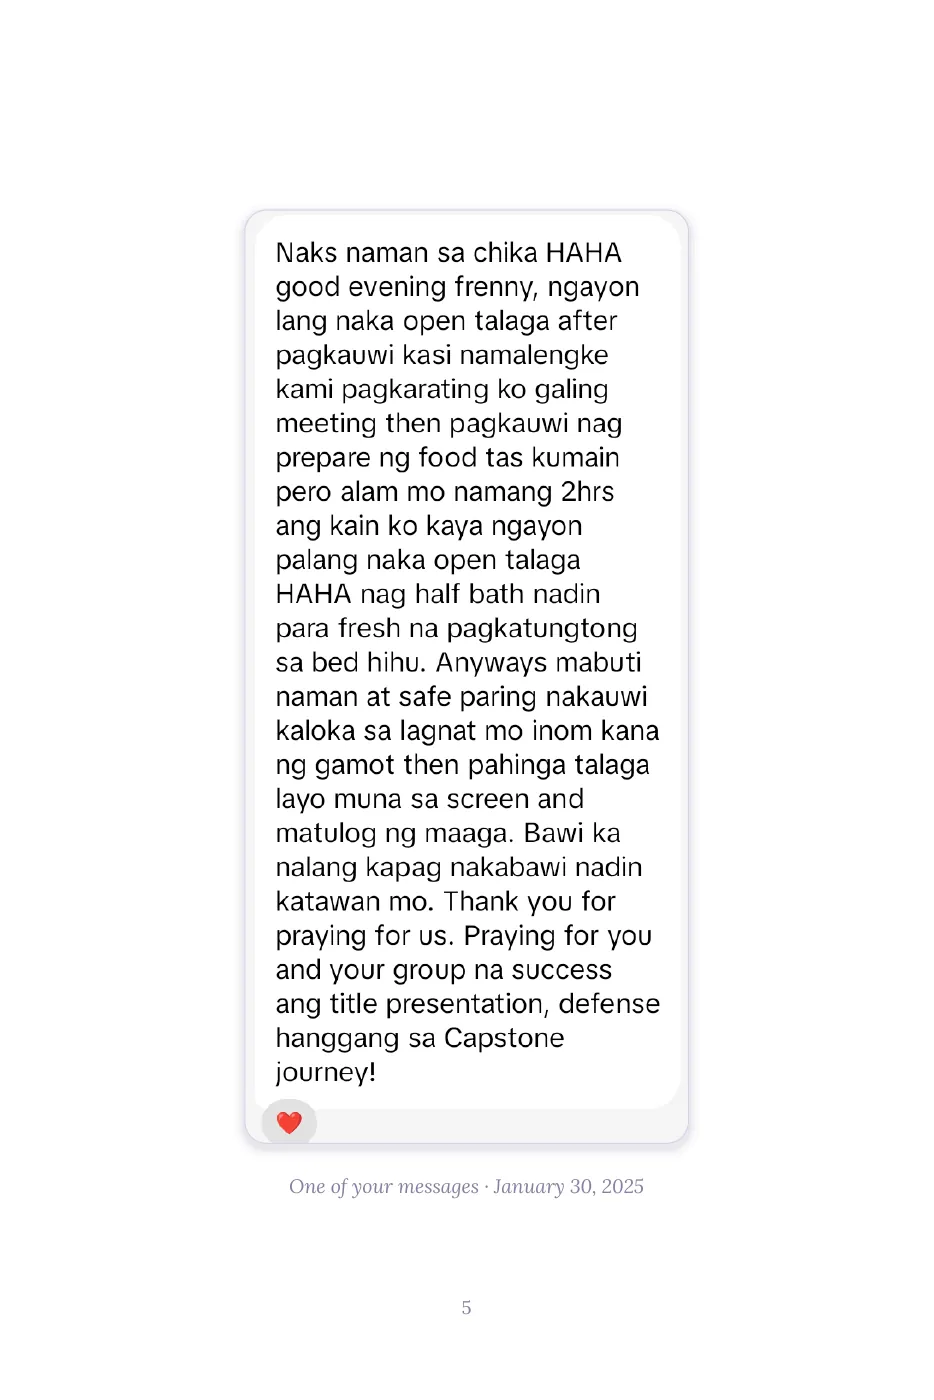 Naks naman sa chika HAHA
good evening frenny, ngayon
lang naka open talaga after
pagkauwi kasi namalengke
kami pagkarating ko galing
meeting then pagkauwi nag
prepare ng food tas kumain
pero alam mo namang 2hrs
ang kain ko kaya ngayon
palang naka open talaga
HAHA nag half bath nadin
para fresh na pagkatungtong
sa bed hihu. Anyways mabuti
naman at safe paring nakauwi
kaloka sa lagnat mo inom kana
ng gamot then pahinga talaga
layo muna sa screen and
matulog ng maaga. Bawi ka
nalang kapag nakabawi nadin
katawan mo. Thank you for
praying for us. Praying for you
and your group na success
ang title presentation, defense
hanggang sa Capstone
journey!
One of your messages · January 30, 2025
5